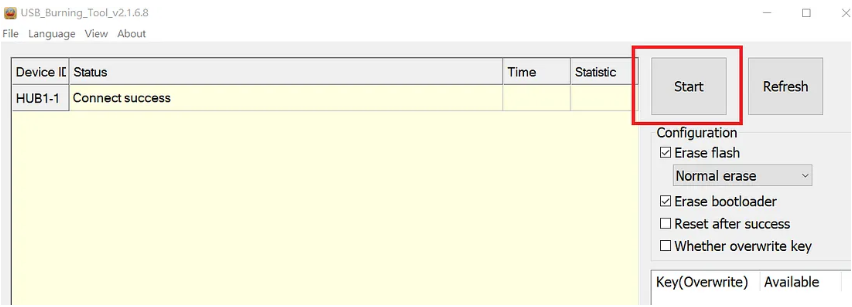 USB_Burning_Tool_v2.1.6.8
File Language View About
Device ID Status Time Statistic
HUB1-1 Connect success
Start Refresh
Configuration
Erase flash
Normal erase
Erase bootloader
Reset after success
Whether overwrite key
Key(Overwrite) Available